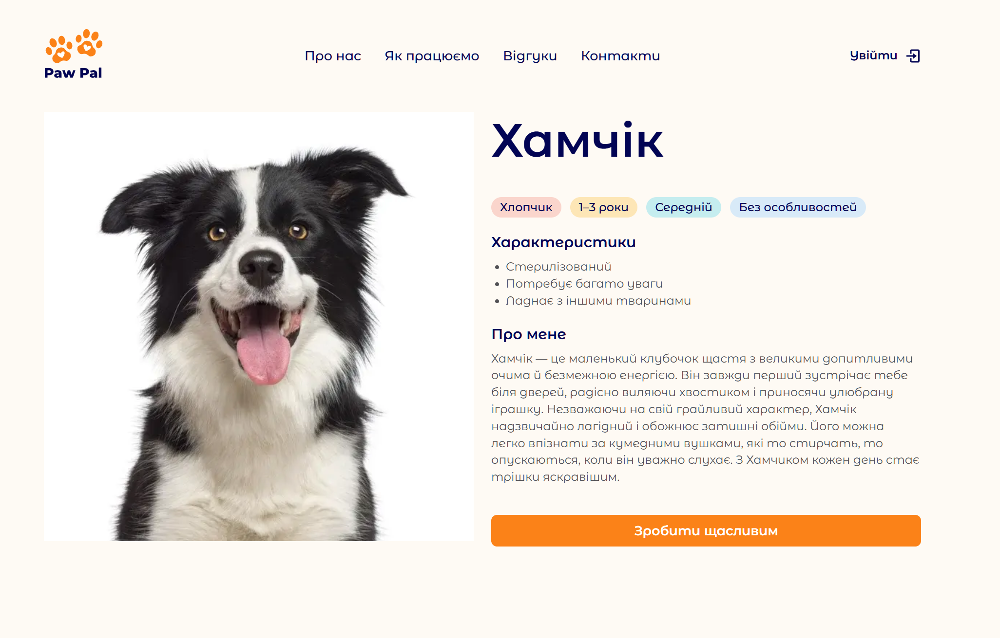 Paw Pal
Про нас
Як працюємо
Відгуки
Контакти
Увійти
Хамчік
Хлопчик
1–3 роки
Середній
Без особливостей
Характеристики
Стерилізований
Потребує багато уваги
Ладнає з іншими тваринами
Про мене
Хамчік — це маленький клубочок щастя з великими допитливими
очима й безмежною енергією. Він завжди перший зустрічає тебе
біля дверей, радісно виляючи хвостиком і приносячи улюбрану
іграшку. Незважаючи на свій грайливий характер, Хамчік
надзвичайно лагідний і обожнює затишні обійми. Його можна
легко впізнати за кумедними вушками, які то стирчать, то
опускаються, коли він уважно слухає. З Хамчиком кожен день стає
трішки яскравішим.
Зробити щасливим